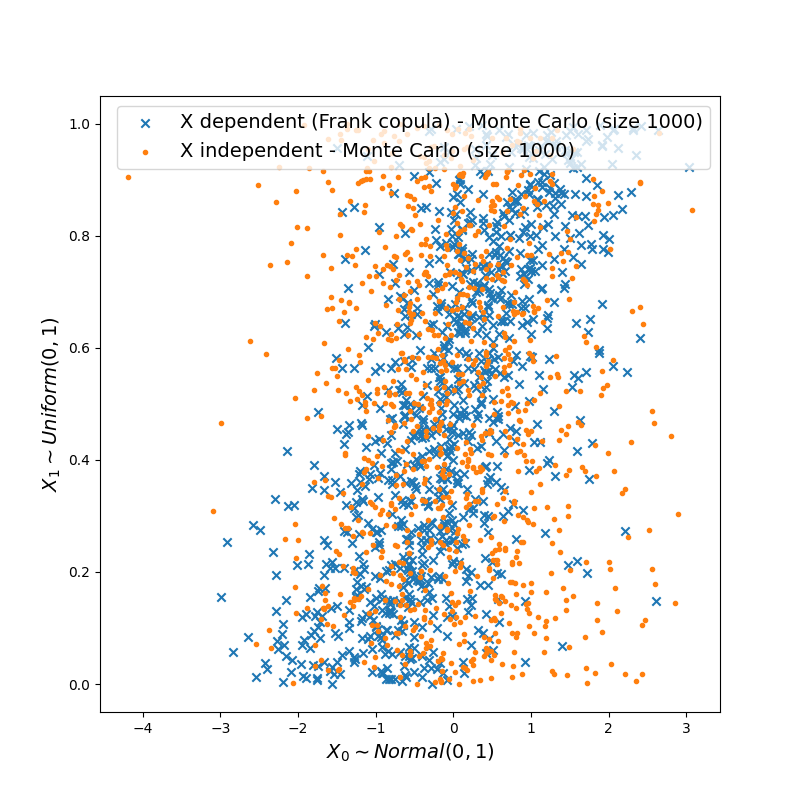 X dependent (Frank copula) - Monte Carlo (size 1000)
X independent - Monte Carlo (size 1000)
1.0
0.8
0.6
0.4
0.2
0.0
X₁ ~ Uniform(0, 1)
−4 −3 −2 −1 0 1 2 3
X₀ ~ Normal(0, 1)